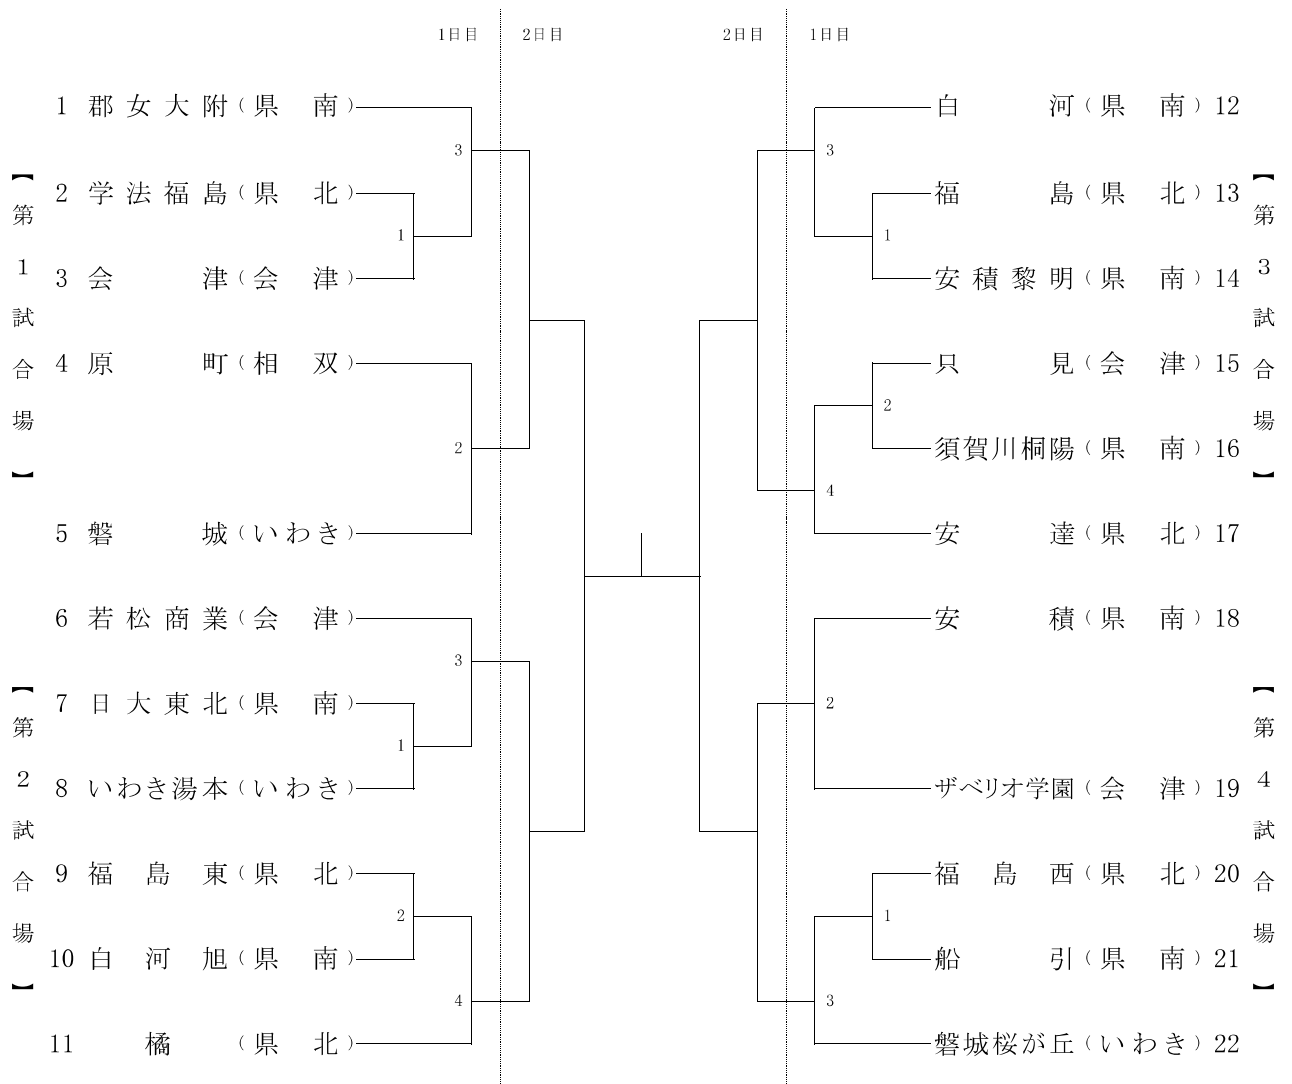 1日目 2日目 2日目 1日目
【第1試合場】
1 郡女大附（県南）
3
2 学法福島（県北）
1
3 会津（会津）
4 原町（相双）
2
5 磐城（いわき）
【第2試合場】
6 若松商業（会津）
3
7 日大東北（県南）
1
8 いわき湯本（いわき）
9 福島東（県北）
2
10 白河旭（県南）
4
11 橘（県北）
【第3試合場】
白河（県南）12
3
福島（県北）13
1
安積黎明（県南）14
只見（会津）15
2
須賀川桐陽（県南）16
4
安達（県北）17
【第4試合場】
安積（県南）18
2
ザベリオ学園（会津）19
福島西（県北）20
1
船引（県南）21
3
磐城桜が丘（いわき）22